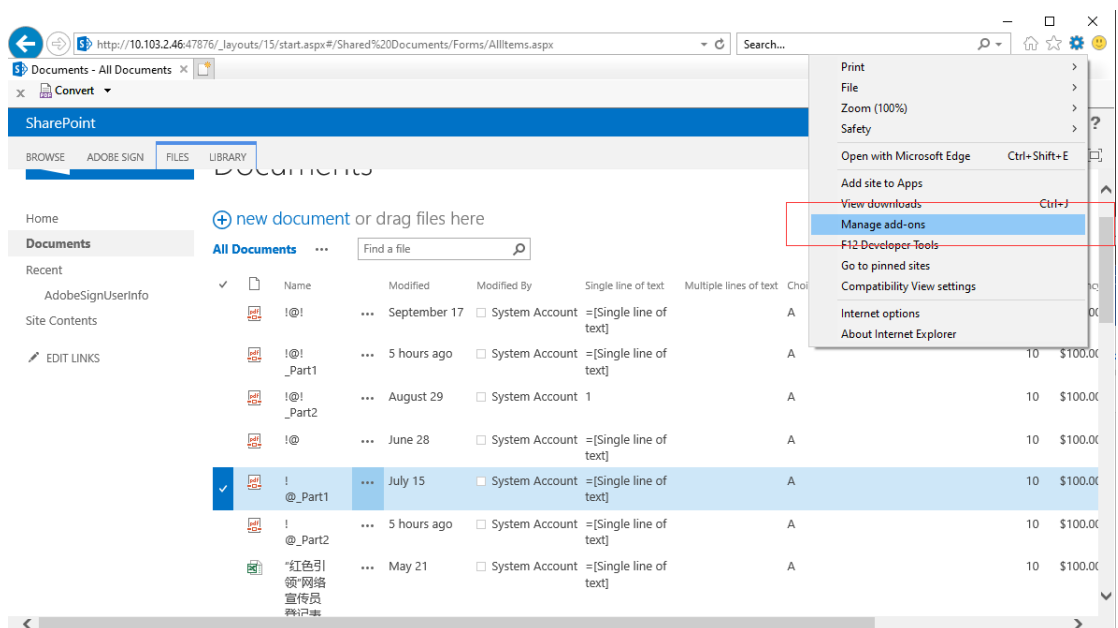 http://10.103.2.46:47876/_layouts/15/start.aspx#/Shared%20Documents/Forms/AllItems.aspx
Search...
Documents - All Documents
x Convert
SharePoint
?
BROWSE ADOBE SIGN FILES LIBRARY
Documents
Print
File
Zoom (100%)
Safety
Open with Microsoft Edge Ctrl+Shift+E
Add site to Apps
View downloads Ctrl+J
Manage add-ons
F12 Developer Tools
Go to pinned sites
Compatibility View settings
Internet options
About Internet Explorer
Home
Documents
Recent
AdobeSignUserInfo
Site Contents
EDIT LINKS
new document or drag files here
All Documents ... Find a file
Name Modified Modified By Single line of text Multiple lines of text Choi
!@! ... September 17 System Account =[Single line of A
text]
!@! ... 5 hours ago System Account =[Single line of A 10 $100.00
_Part1 text]
!@! ... August 29 System Account 1 A 10 $100.00
_Part2
!@ ... June 28 System Account =[Single line of A 10 $100.00
text]
! ... July 15 System Account =[Single line of A 10 $100.00
@_Part1 text]
! ... 5 hours ago System Account =[Single line of A 10 $100.00
@_Part2 text]
"红色引 ... May 21 System Account =[Single line of A 10 $100.00
领"网络 text]
宣传员
登记表